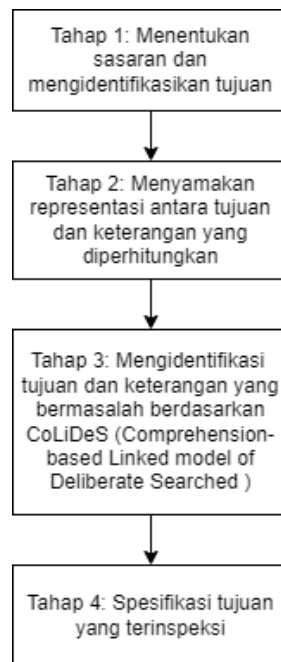 Tahap 1: Menentukan
sasaran dan
mengidentifikasikan tujuan
Tahap 2: Menyamakan
representasi antara tujuan
dan keterangan yang
diperhitungkan
Tahap 3: Mengidentifikasi
tujuan dan keterangan yang
bermasalah berdasarkan
CoLiDeS (Comprehension-
based Linked model of
Deliberate Searched )
Tahap 4: Spesifikasi tujuan
yang terinspeksi